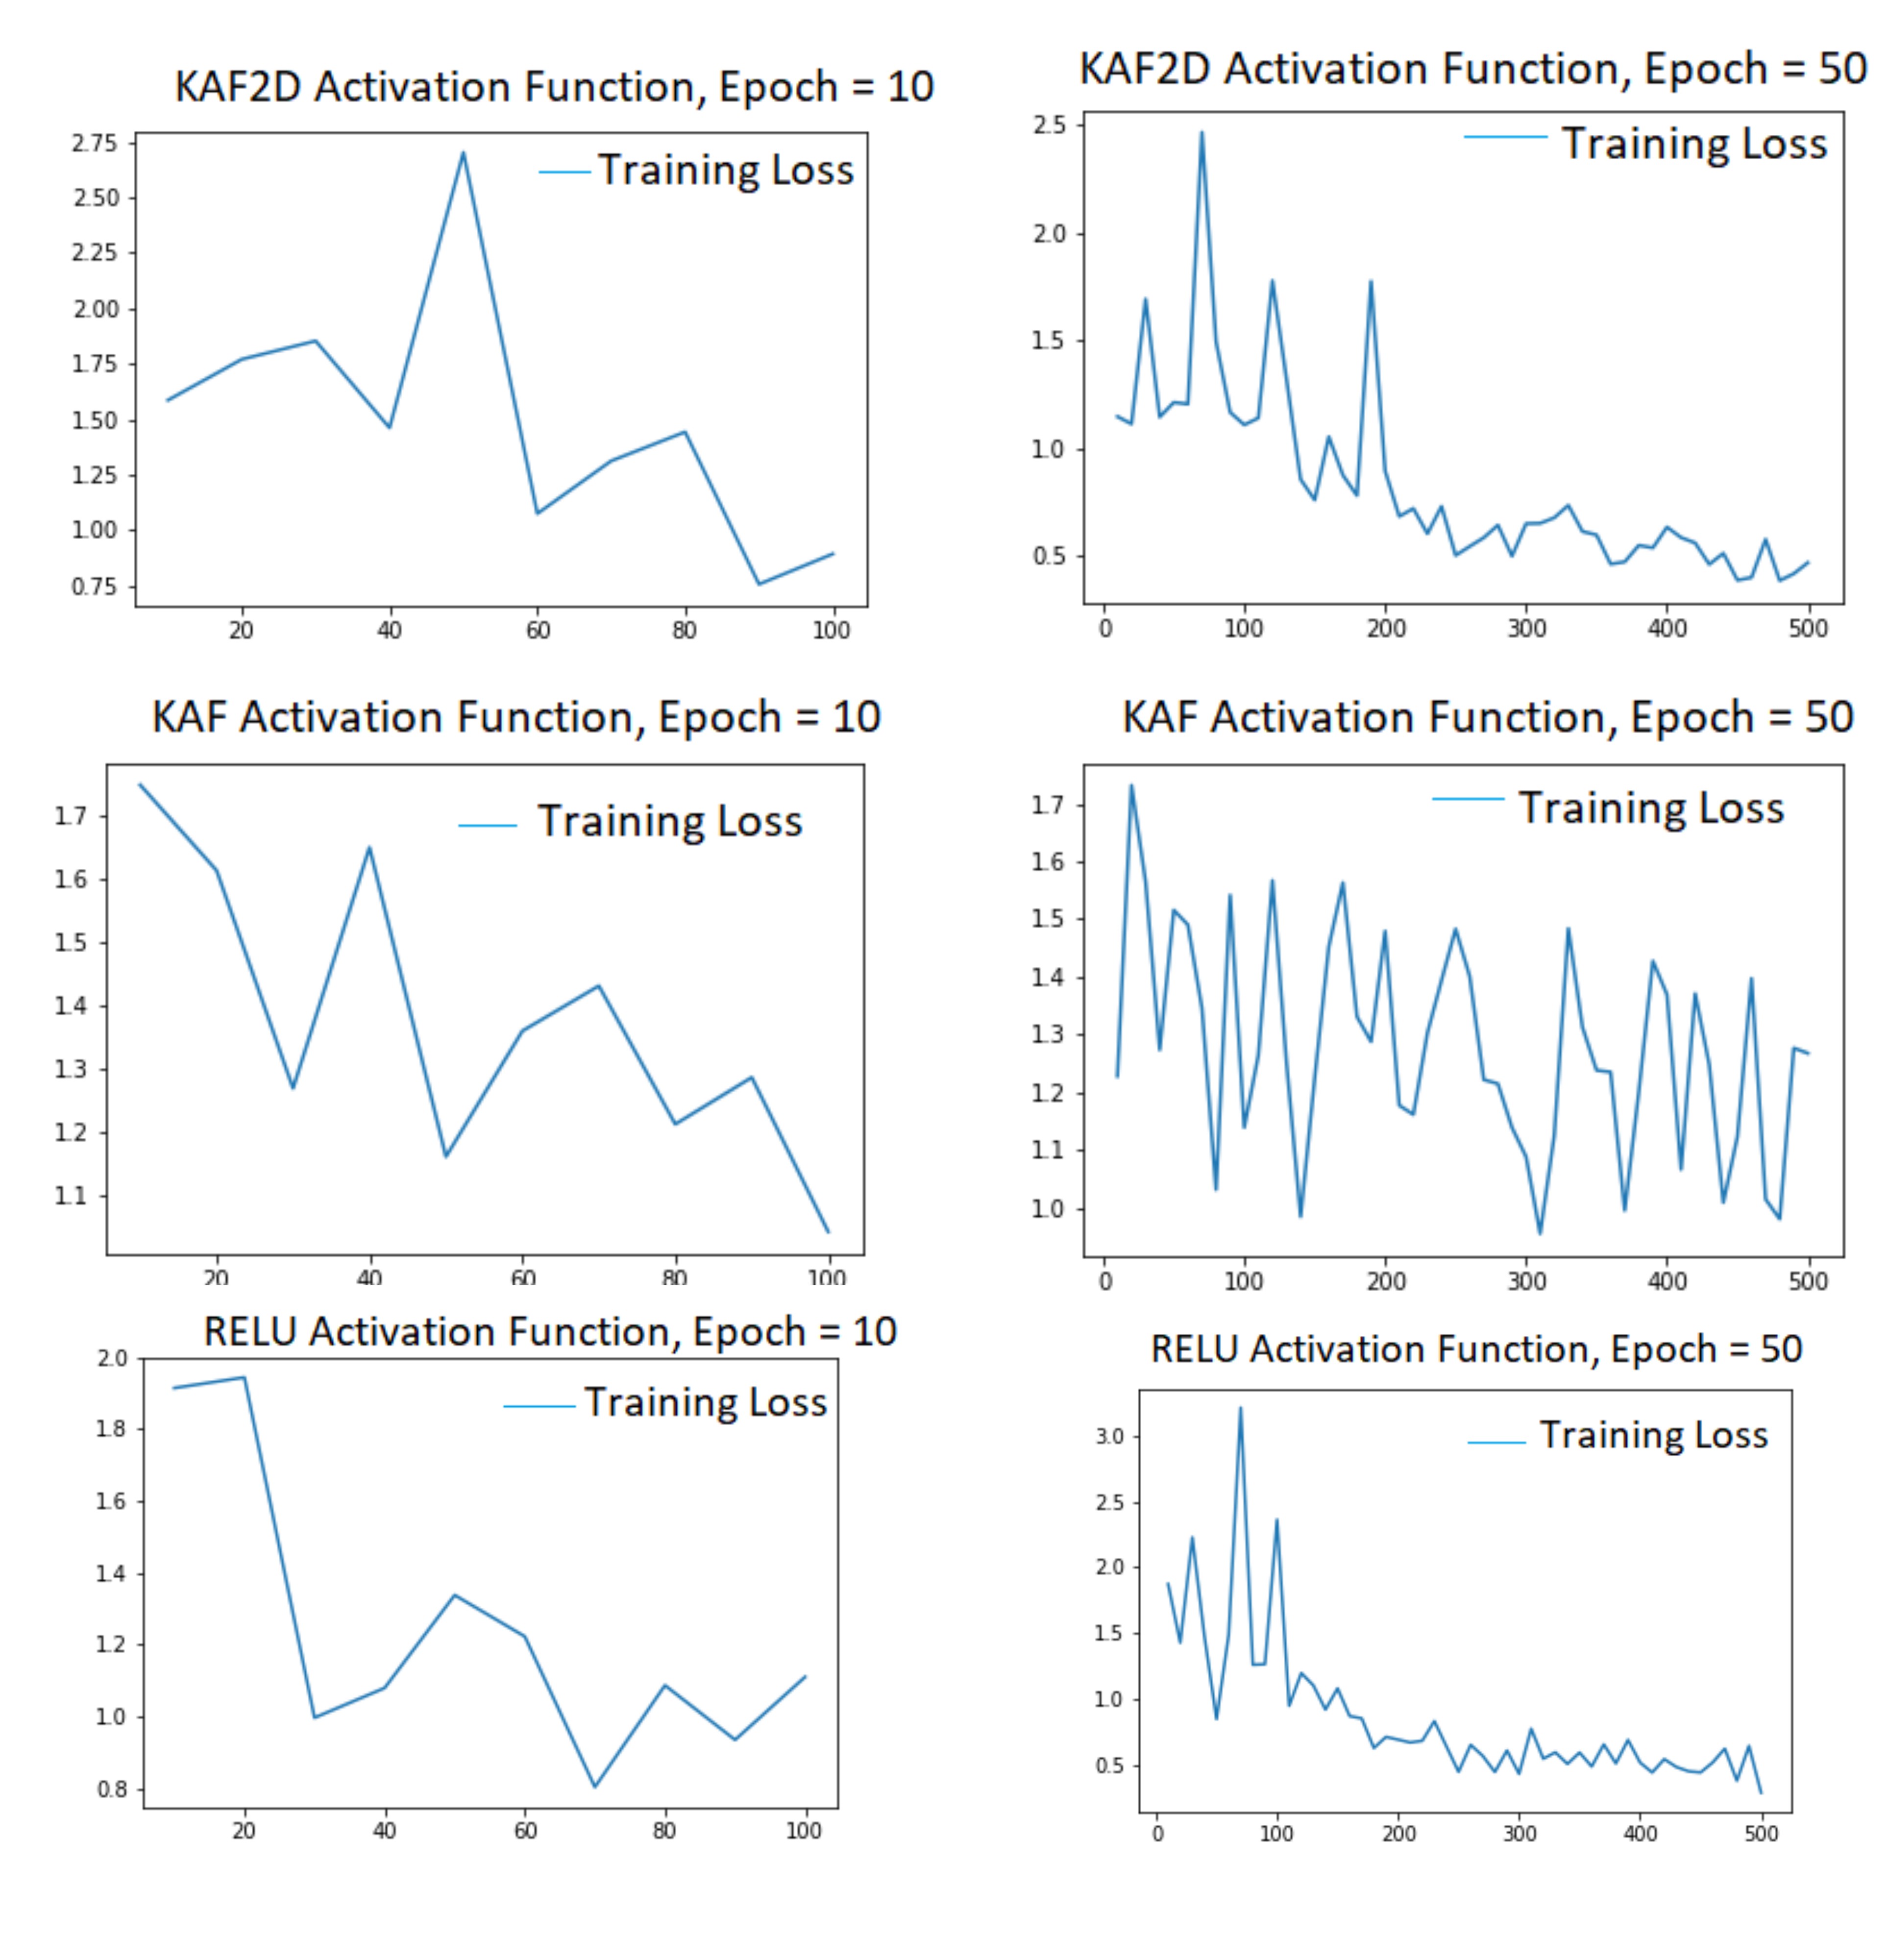 KAF2D Activation Function, Epoch = 10
2.75
2.50
2.25
2.00
1.75
1.50
1.25
1.00
0.75
Training Loss
20 40 60 80 100
KAF2D Activation Function, Epoch = 50
2.5
2.0
1.5
1.0
0.5
Training Loss
0 100 200 300 400 500
KAF Activation Function, Epoch = 10
1.7
1.6
1.5
1.4
1.3
1.2
1.1
Training Loss
20 40 60 80 100
KAF Activation Function, Epoch = 50
1.7
1.6
1.5
1.4
1.3
1.2
1.1
1.0
Training Loss
0 100 200 300 400 500
RELU Activation Function, Epoch = 10
2.0
1.8
1.6
1.4
1.2
1.0
0.8
Training Loss
20 40 60 80 100
RELU Activation Function, Epoch = 50
3.0
2.5
2.0
1.5
1.0
0.5
Training Loss
0 100 200 300 400 500